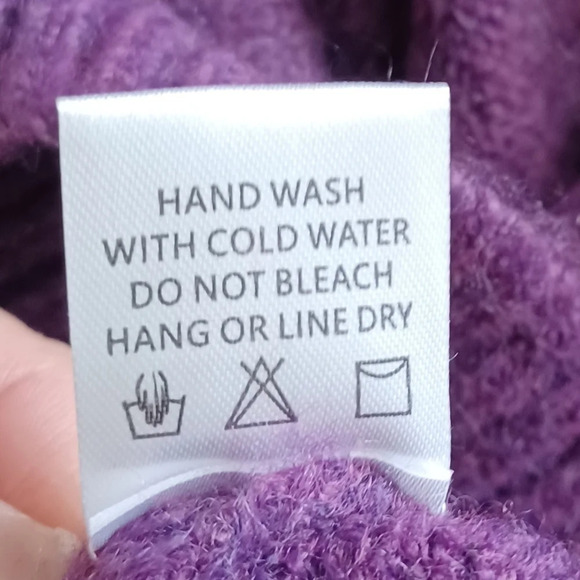 HAND WASH
WITH COLD WATER
DO NOT BLEACH
HANG OR LINE DRY